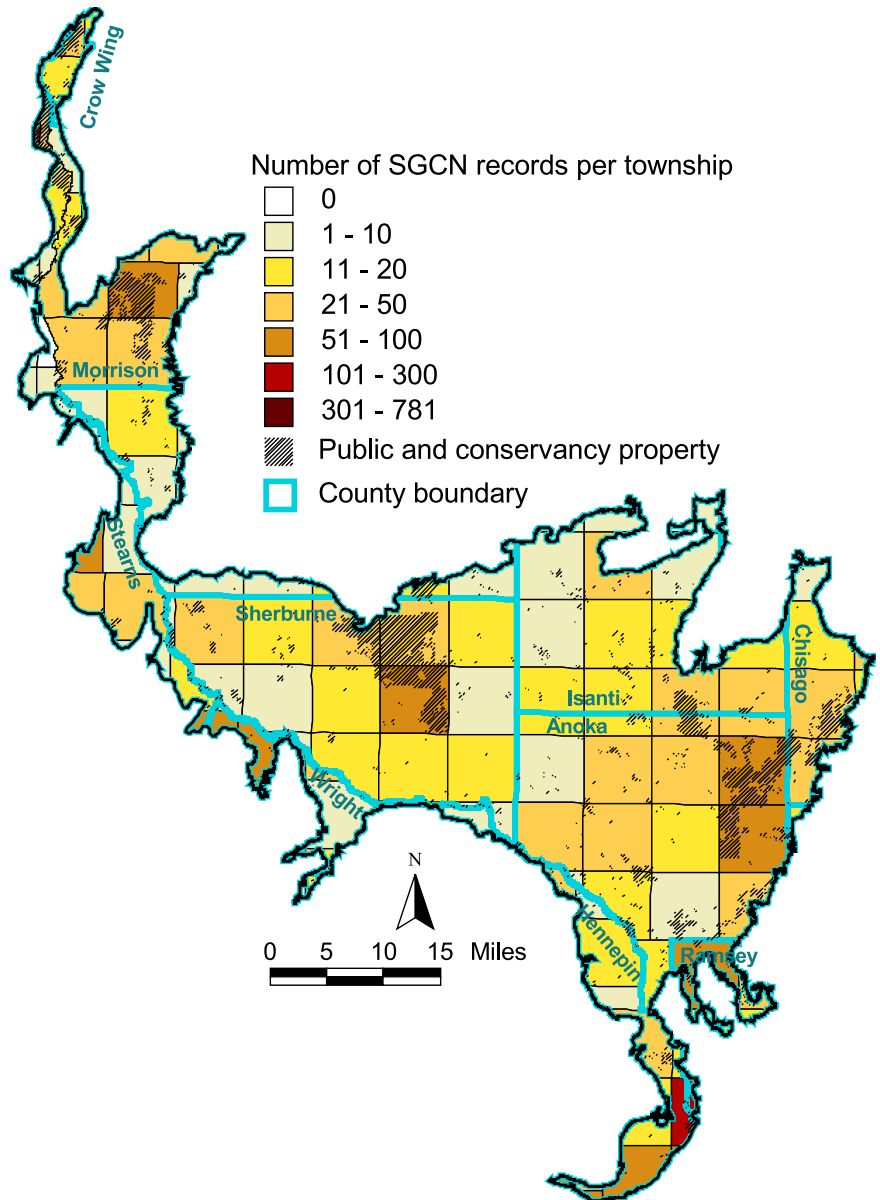 Crow Wing
Number of SGCN records per township
0
1 - 10
11 - 20
21 - 50
51 - 100
101 - 300
301 - 781
Public and conservancy property
County boundary
Morrison
Stearns
Sherburne
Chisago
Isanti
Anoka
Wright
N
Hennepin
0 5 10 15 Miles
Ramsey